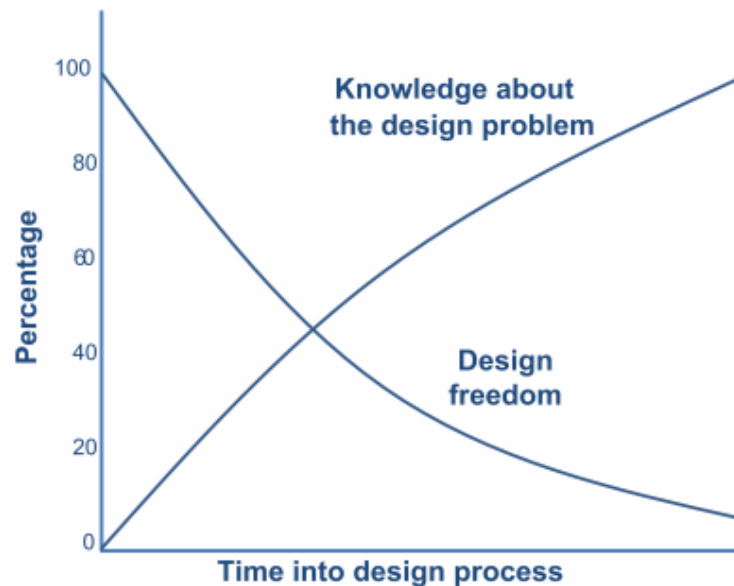 100
Knowledge about
the design problem
80
60
Percentage
40
Design
freedom
20
0
Time into design process